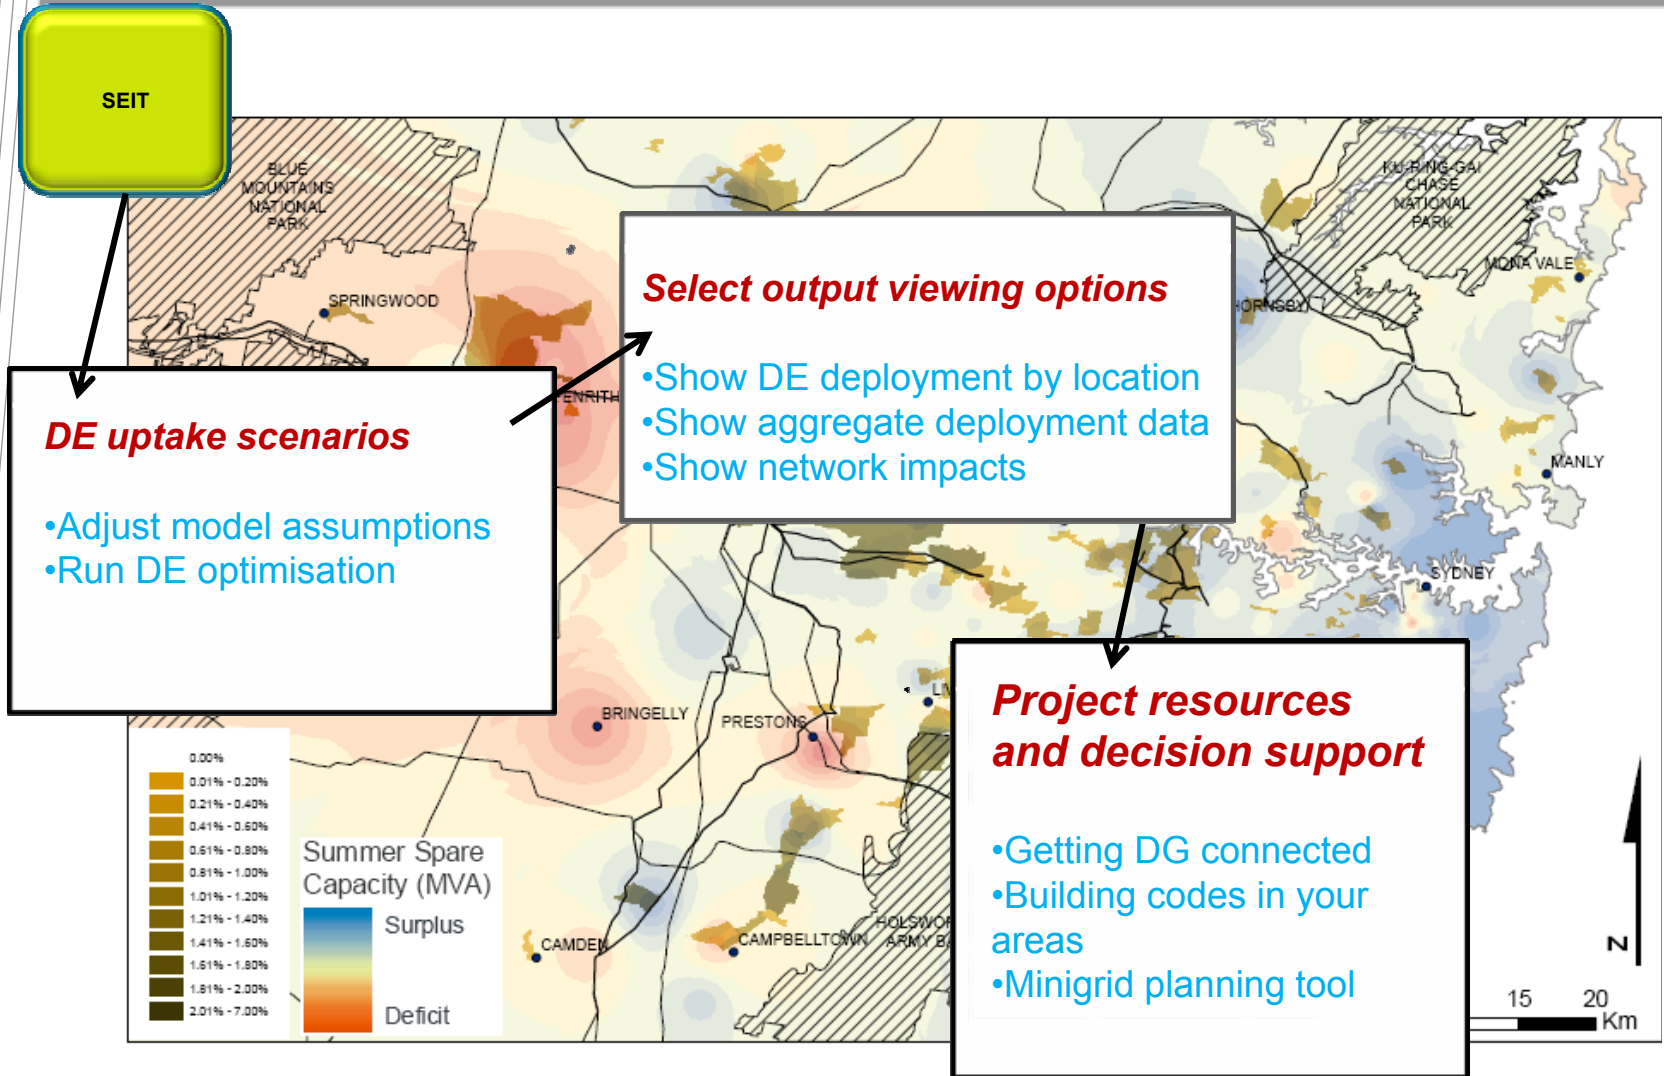 SEIT
BLUE
MOUNTAINS
NATIONAL
PARK
KU-RING-GAI
CHASE
NATIONAL
PARK
MONA VALE
SPRINGWOOD
HORNSBY
ENRITH
MANLY
SYDNEY
DE uptake scenarios
•Adjust model assumptions
•Run DE optimisation
Select output viewing options
•Show DE deployment by location
•Show aggregate deployment data
•Show network impacts
BRINGELLY
PRESTONS
LI
CAMDEN
CAMPBELLTOWN
HOLSWOR
ARMY BA
Project resources
and decision support
•Getting DG connected
•Building codes in your
areas
•Minigrid planning tool
0.00%
0.01% - 0.20%
0.21% - 0.40%
0.41% - 0.60%
0.61% - 0.80%
0.81% - 1.00%
1.01% - 1.20%
1.21% - 1.40%
1.41% - 1.60%
1.61% - 1.80%
1.81% - 2.00%
2.01% - 7.00%
Summer Spare
Capacity (MVA)
Surplus
Deficit
N
15 20
Km